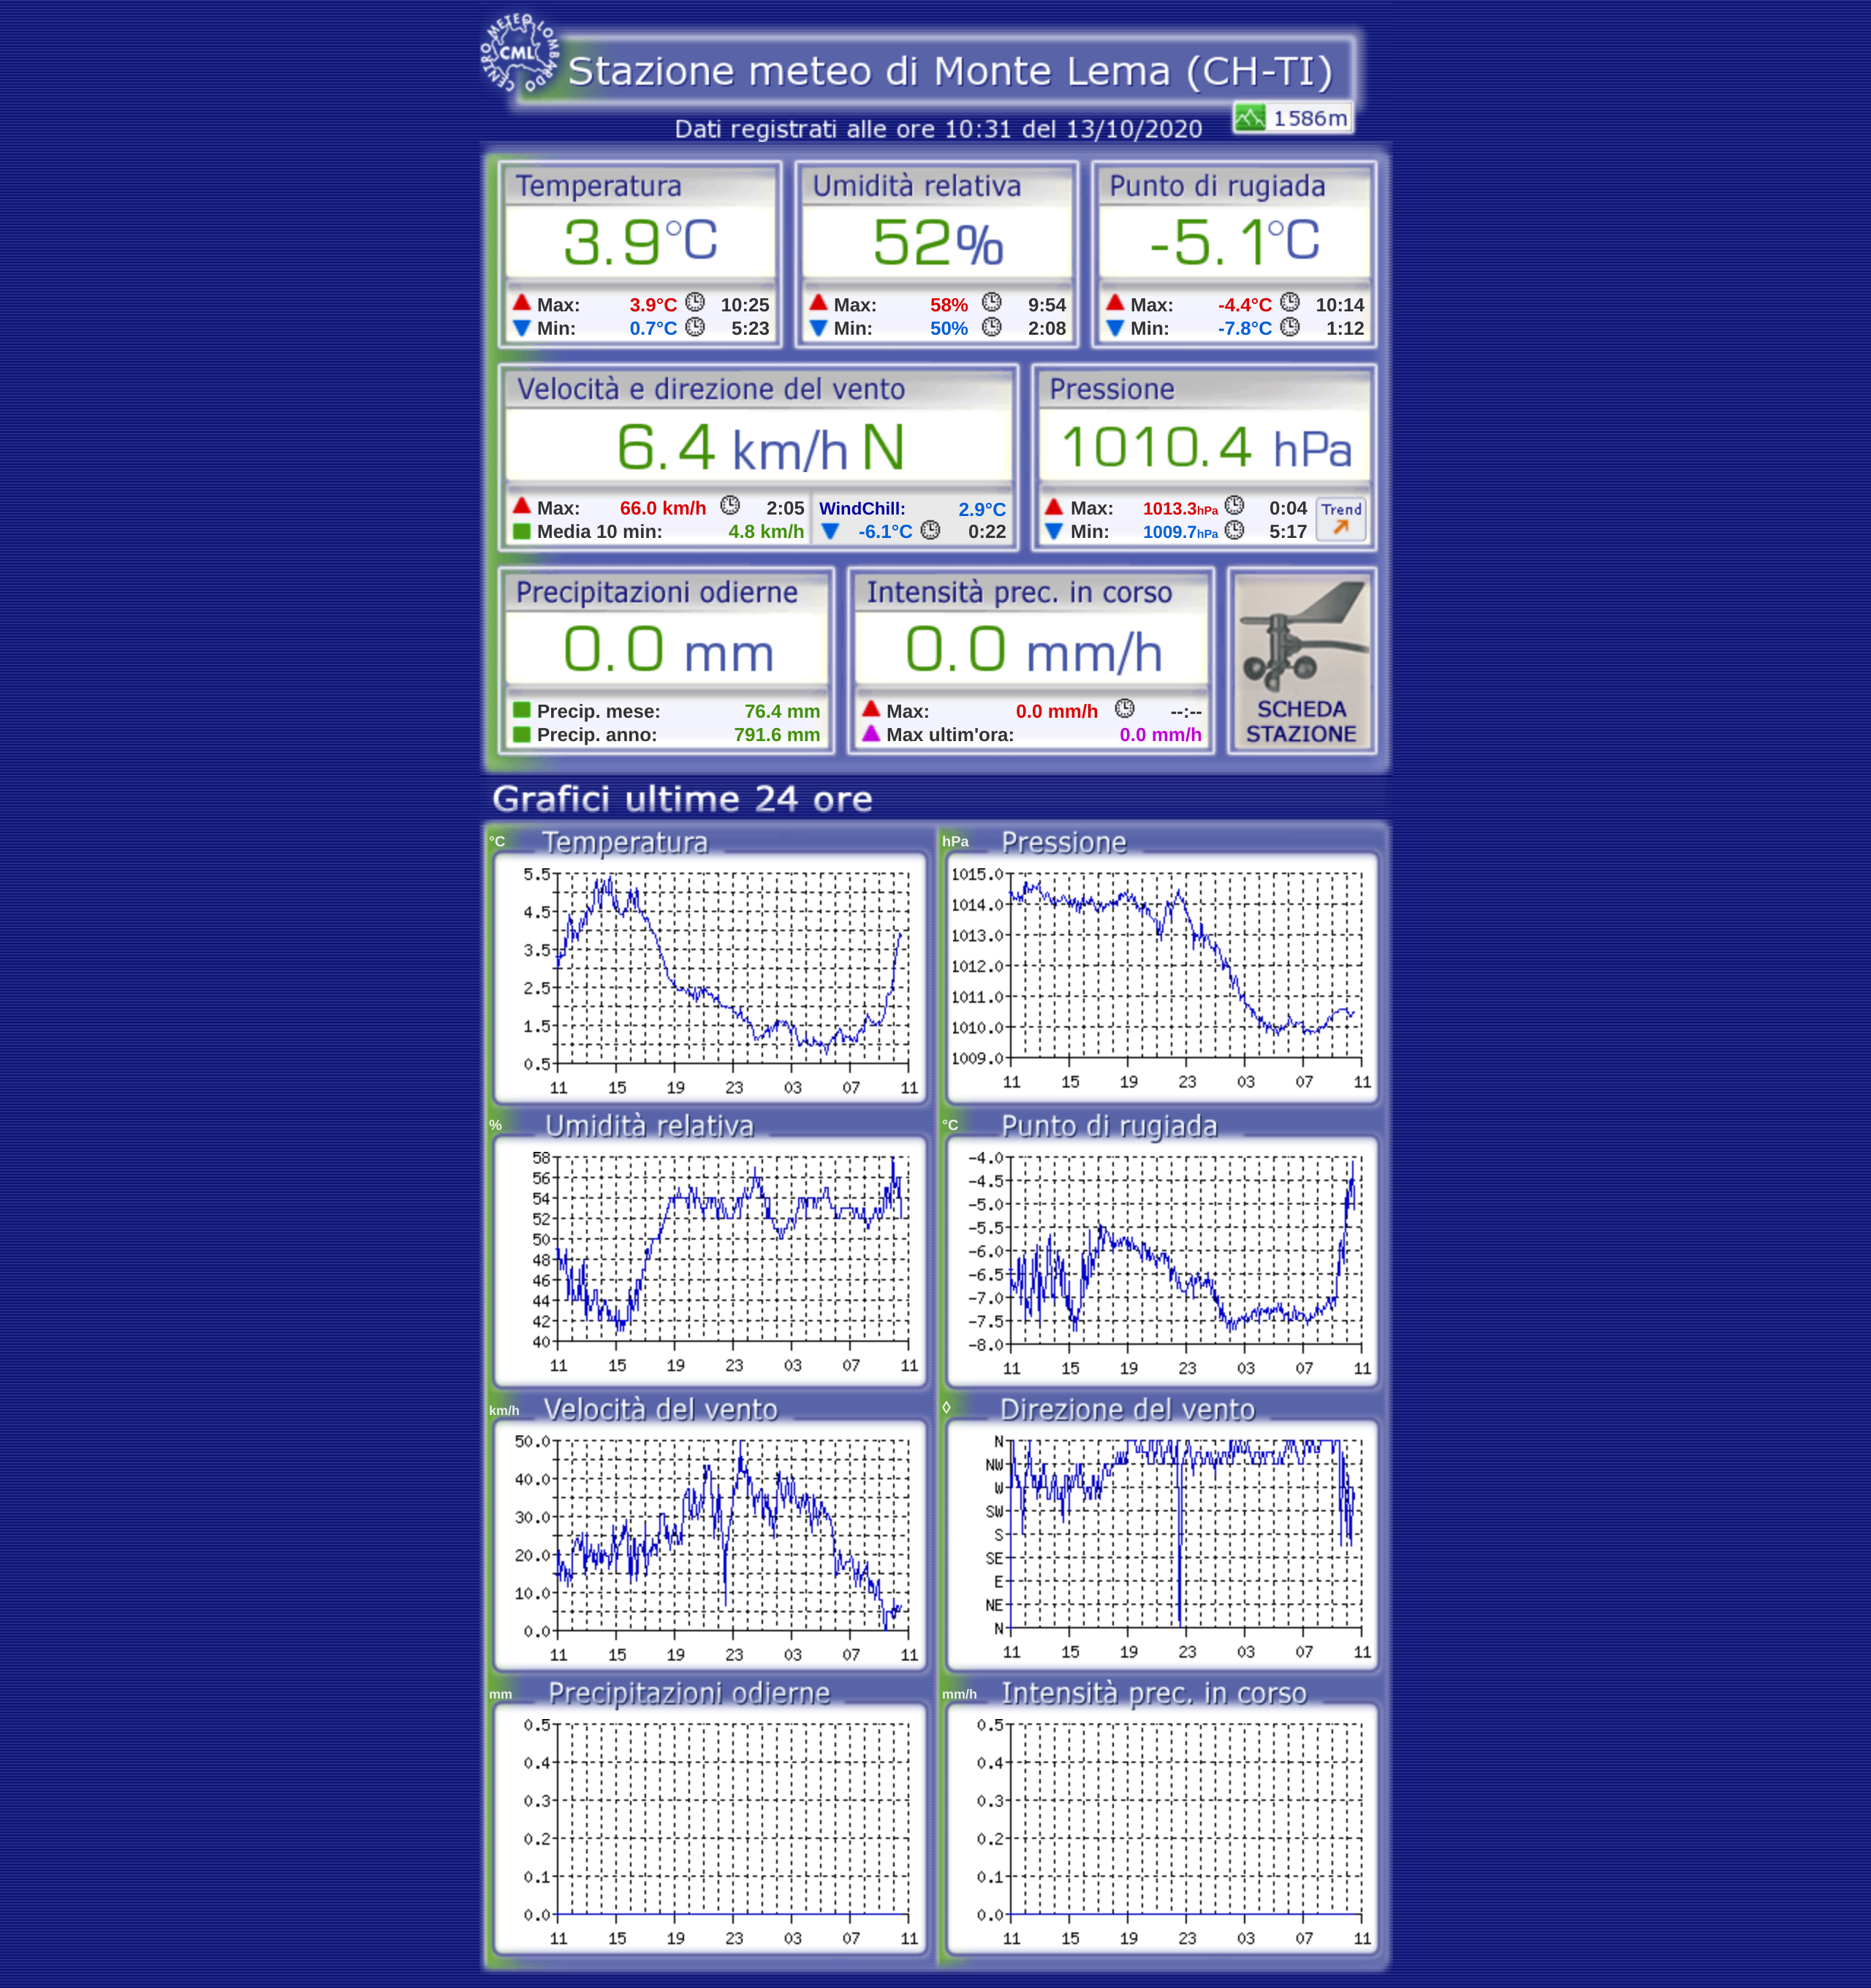 CENTRO METEO LOMBARDO
CML
Stazione meteo di Monte Lema (CH-TI)
1586m
Dati registrati alle ore 10:31 del 13/10/2020
Temperatura Umidità relativa Punto di rugiada
3.9°C 52% -5.1°C
Max: 3.9°C 10:25 Max: 58% 9:54 Max: -4.4°C 10:14
Min: 0.7°C 5:23 Min: 50% 2:08 Min: -7.8°C 1:12
Velocità e direzione del vento Pressione
6.4 km/h N 1010.4 hPa
Max: 66.0 km/h 2:05 WindChill: 2.9°C Max: 1013.3hPa 0:04 Trend
Media 10 min: 4.8 km/h -6.1°C 0:22 Min: 1009.7hPa 5:17
Precipitazioni odierne Intensità prec. in corso
0.0 mm 0.0 mm/h
Precip. mese: 76.4 mm Max: 0.0 mm/h --:-- SCHEDA
Precip. anno: 791.6 mm Max ultim'ora: 0.0 mm/h STAZIONE
Grafici ultime 24 ore
°C Temperatura
5.5
4.5
3.5
2.5
1.5
0.5
11 15 19 23 03 07 11
hPa Pressione
1015.0
1014.0
1013.0
1012.0
1011.0
1010.0
1009.0
11 15 19 23 03 07 11
% Umidità relativa
58
56
54
52
50
48
46
44
42
40
11 15 19 23 03 07 11
°C Punto di rugiada
-4.0
-4.5
-5.0
-5.5
-6.0
-6.5
-7.0
-7.5
-8.0
11 15 19 23 03 07 11
km/h Velocità del vento
50.0
40.0
30.0
20.0
10.0
0.0
11 15 19 23 03 07 11
◊ Direzione del vento
N
NW
W
SW
S
SE
E
NE
N
11 15 19 23 03 07 11
mm Precipitazioni odierne
0.5
0.4
0.3
0.2
0.1
0.0
11 15 19 23 03 07 11
mm/h Intensità prec. in corso
0.5
0.4
0.3
0.2
0.1
0.0
11 15 19 23 03 07 11